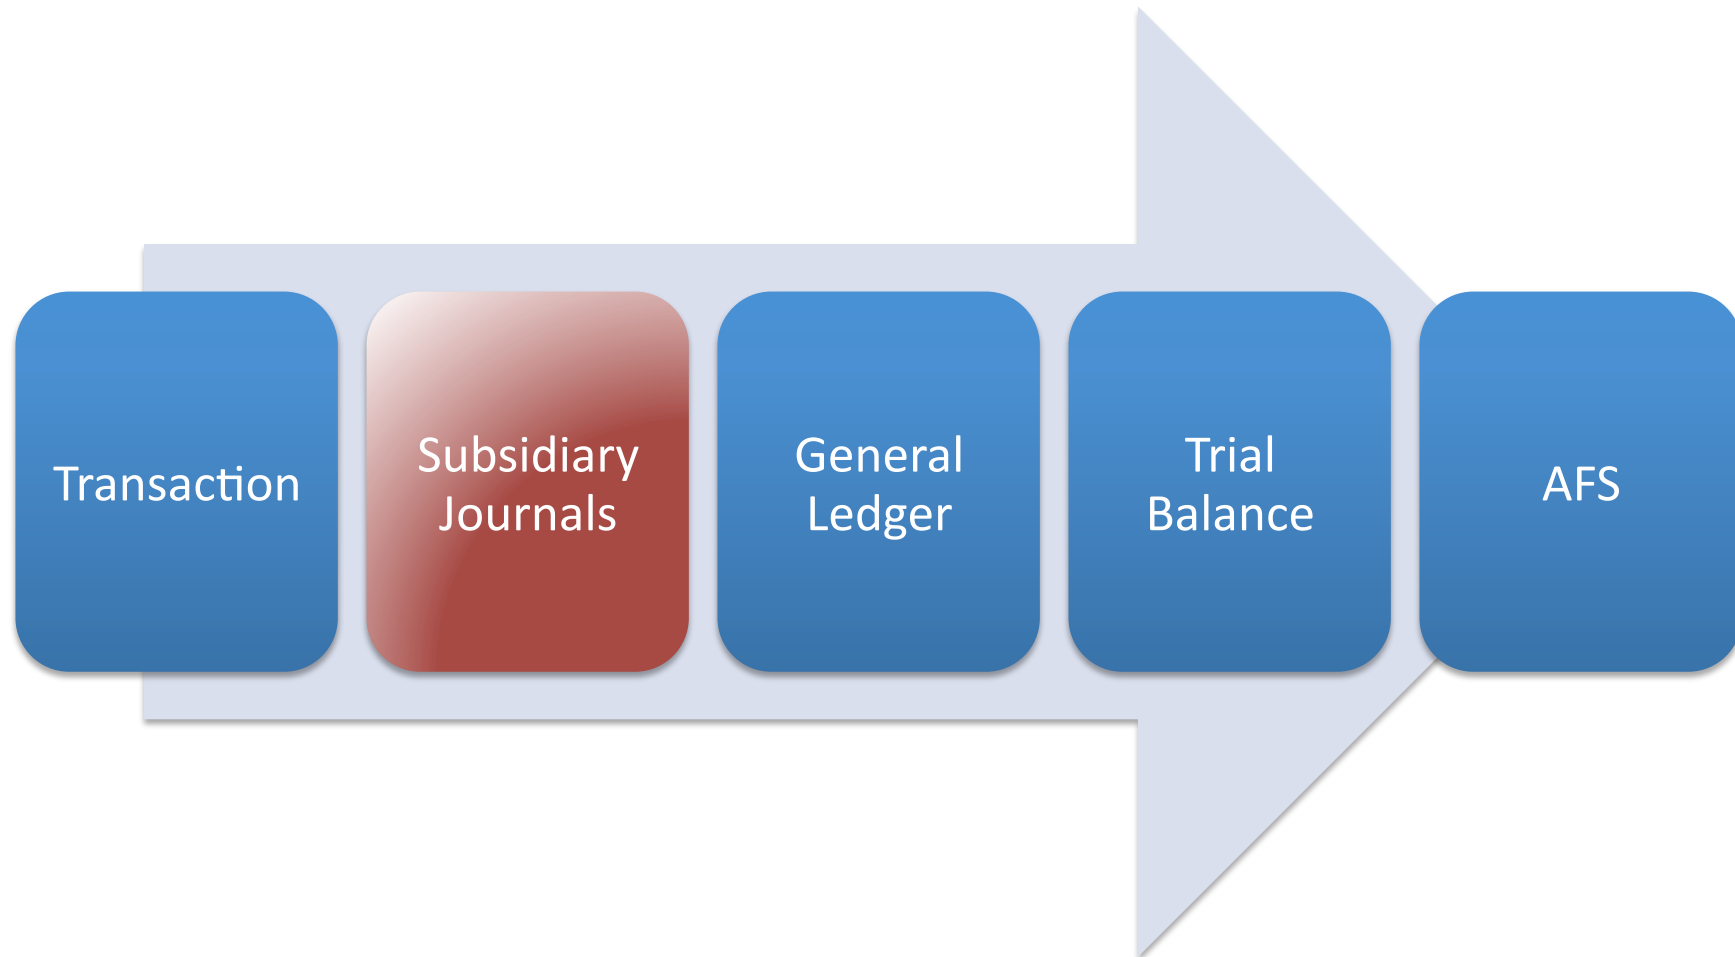 Transaction
Subsidiary
Journals
General
Ledger
Trial
Balance
AFS